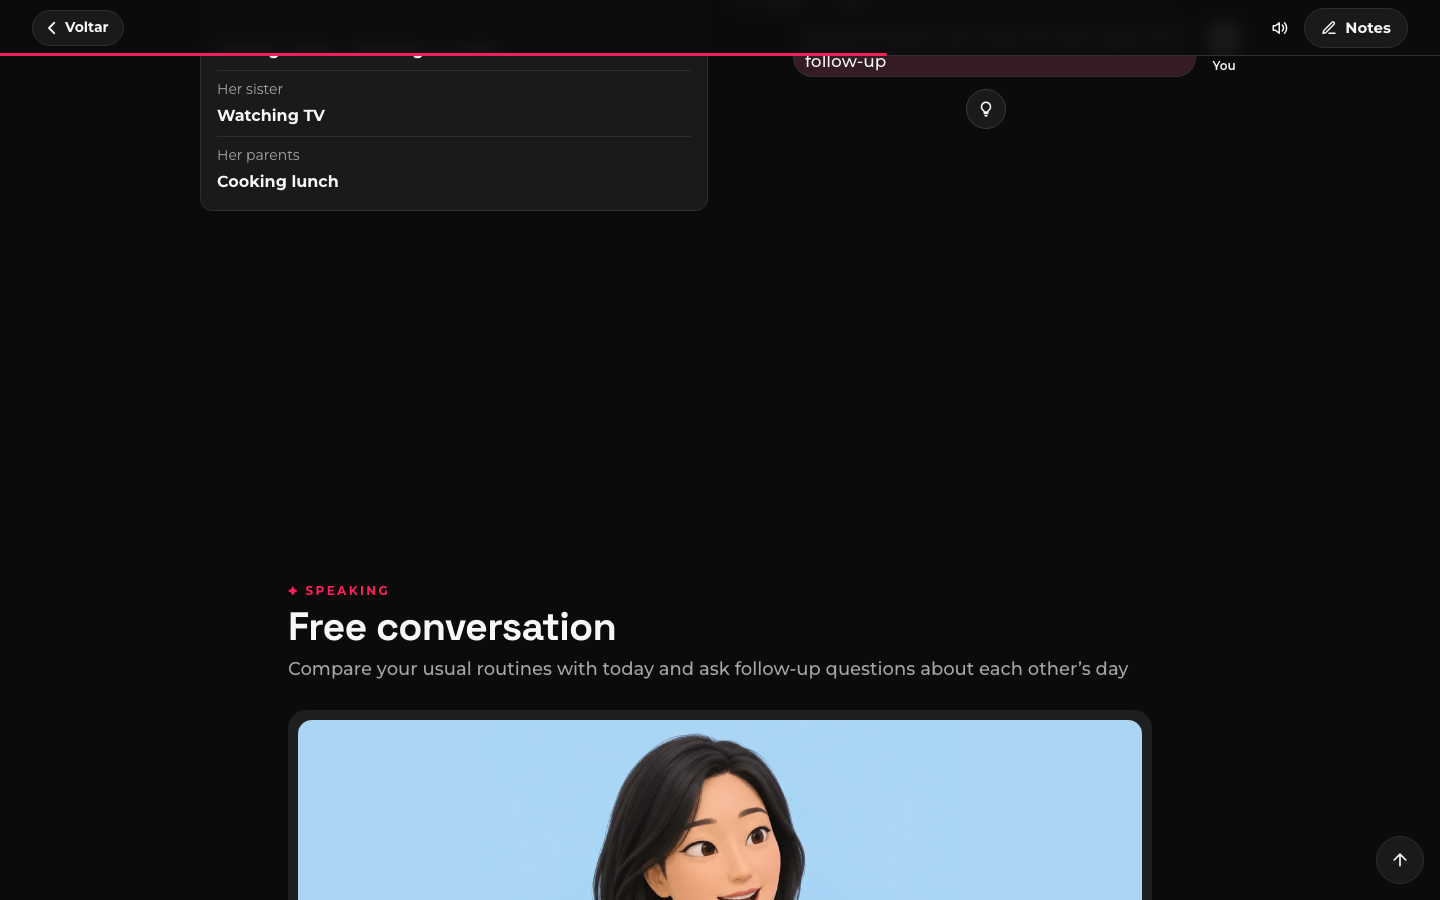 Voltar
Notes
follow-up
You
Her sister
Watching TV
Her parents
Cooking lunch
SPEAKING
Free conversation
Compare your usual routines with today and ask follow-up questions about each other’s day